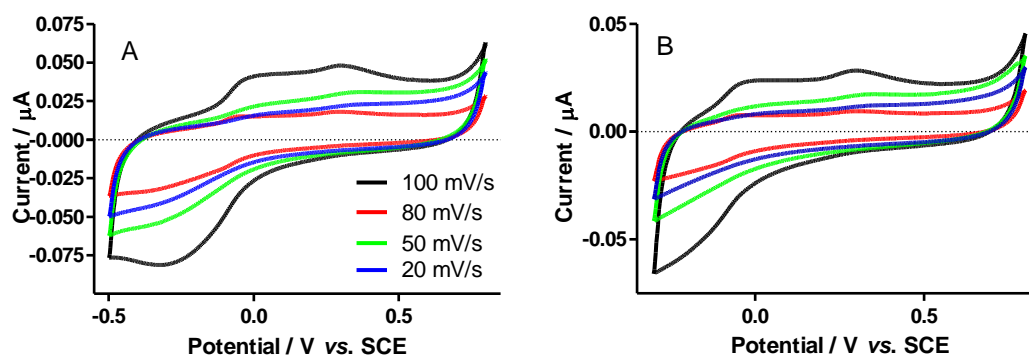 A
Current / µA
0.075
0.050
0.025
0.000
-0.025
-0.050
-0.075
100 mV/s
80 mV/s
50 mV/s
20 mV/s
-0.5
0.0
0.5
Potential / V vs. SCE
B
Current / µA
0.05
0.00
-0.05
0.0
0.5
Potential / V vs. SCE